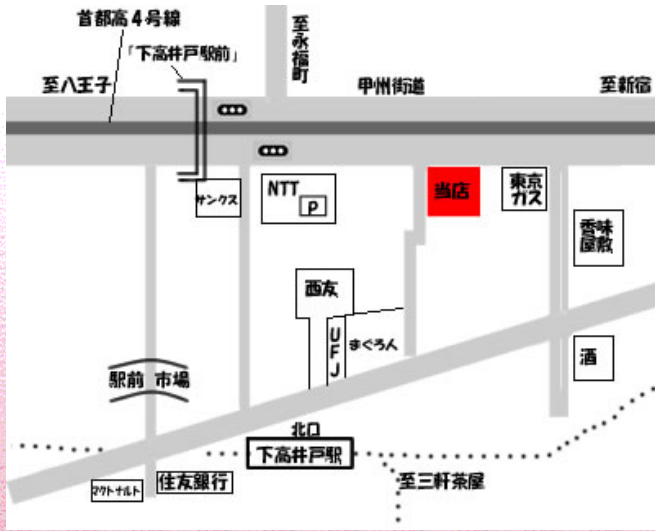 首都高4号線
「下高井戸駅前」
至永福町
至八王子
甲州街道
至新宿
サンクス
NTT
P
当店
東京
ガス
香味
屋敷
西友
UFJ
まぐろ人
酒
駅前 市場
北口
下高井戸駅
マクドナルド
住友銀行
至三軒茶屋